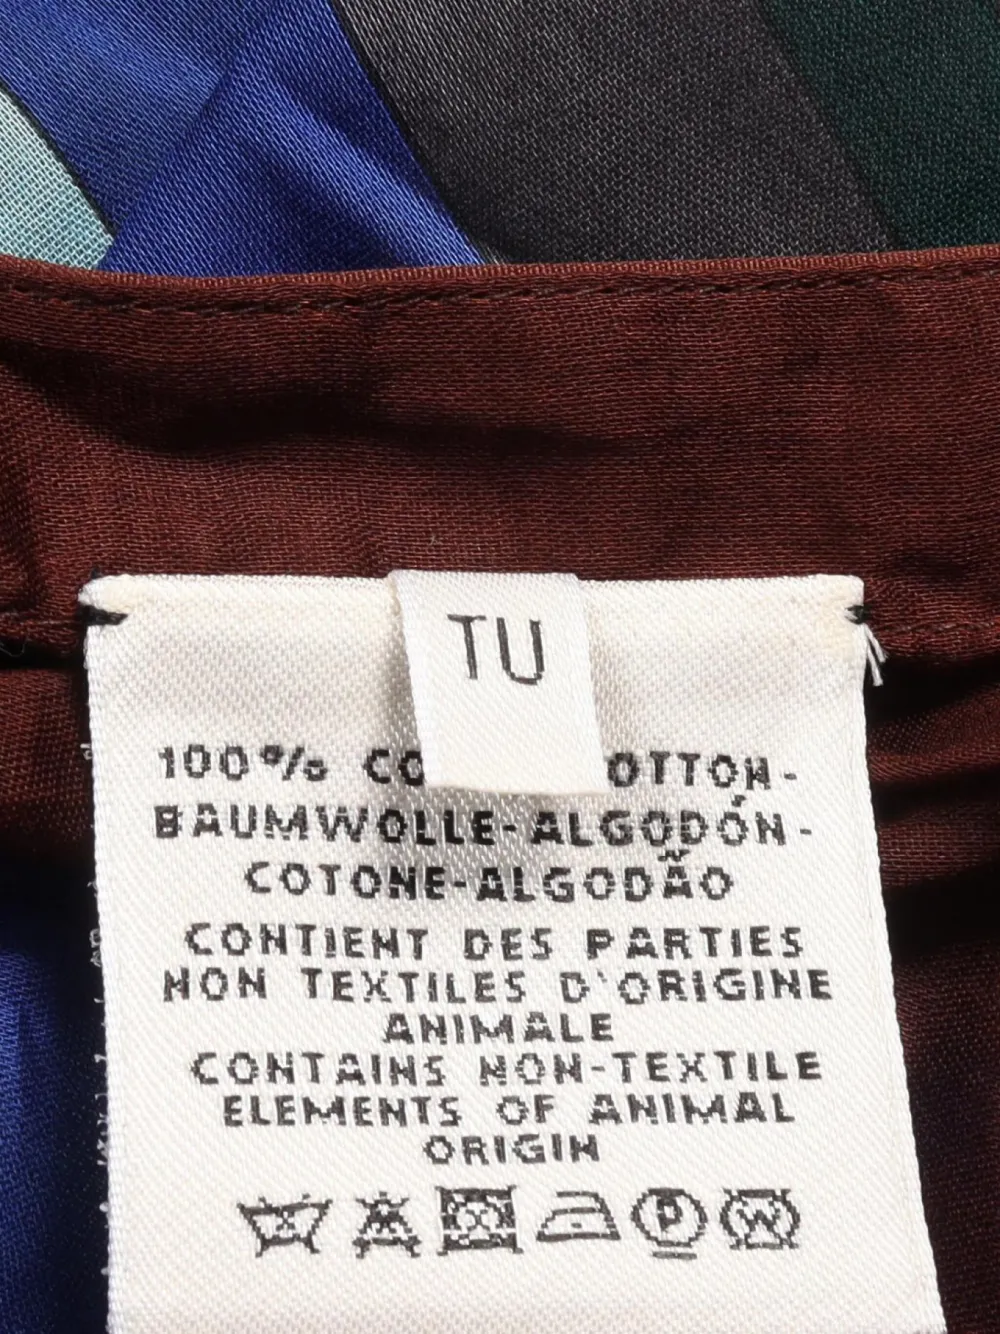 TU
100% CO OTTON-
BAUMWOLLE-ALGODÓN-
COTONE-ALGODÃO
CONTIENT DES PARTIES
NON TEXTILES D'ORIGINE
ANIMALE
CONTAINS NON-TEXTILE
ELEMENTS OF ANIMAL
ORIGIN
P W